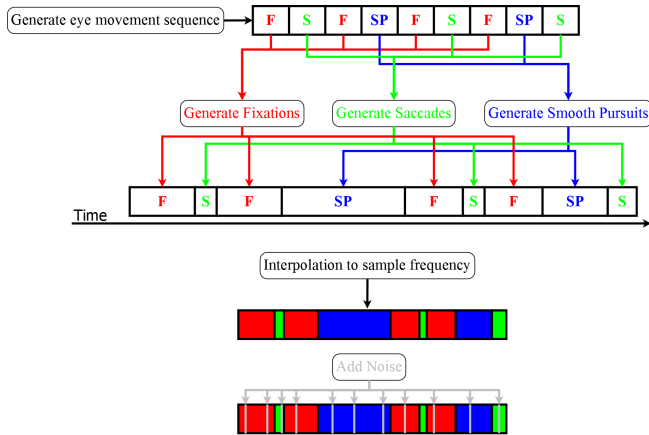 Generate eye movement sequence F S F SP F S F SP S
Generate Fixations Generate Saccades Generate Smooth Pursuits
F S F SP F S F SP S
Time
Interpolation to sample frequency
Add Noise